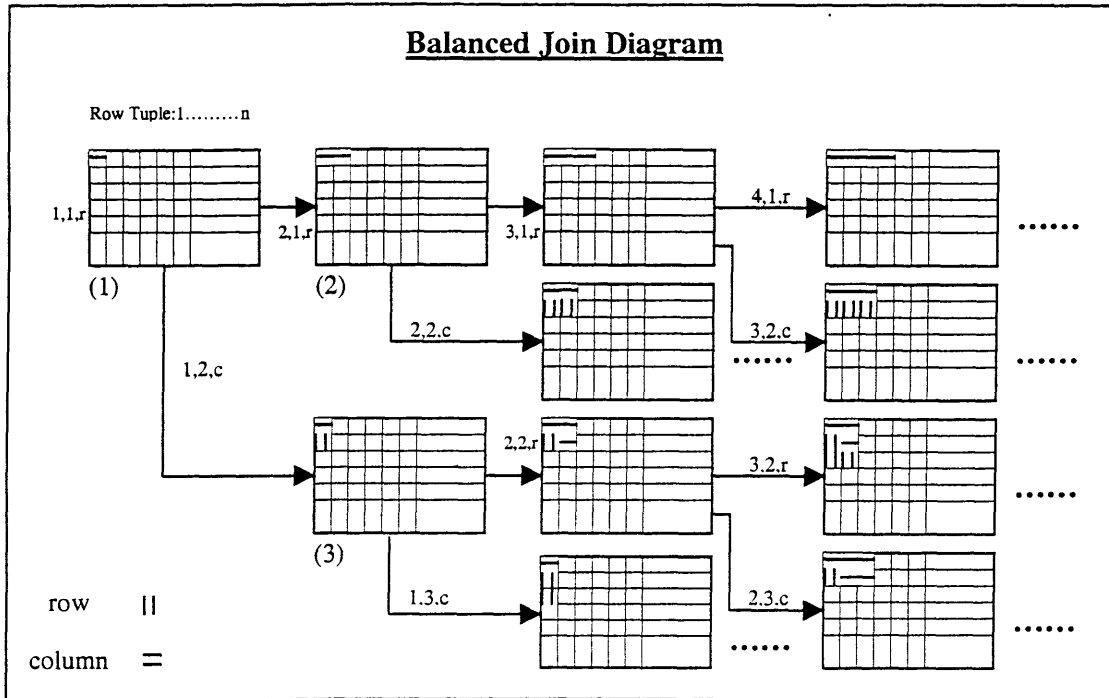 Balanced Join Diagram
Row Tuple:1.........n
1,1,r
2,1,r
3,1,r
4,1,r
(1)
(2)
2,2,c
3,2,c
1,2,c
2,2,r
3,2,r
(3)
1,3,c
2,3,c
row
column